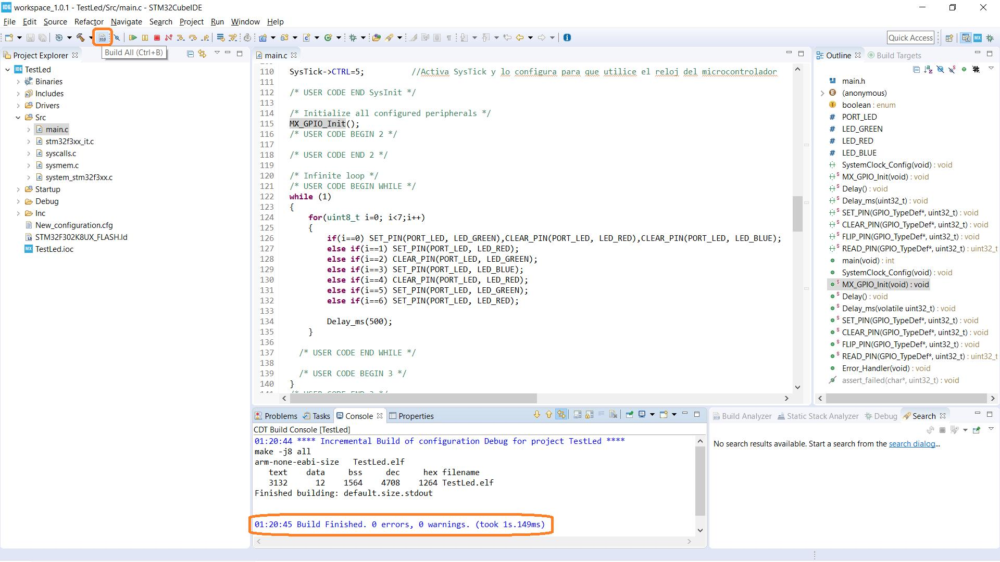 IDE workspace_1.0.1 - TestLed/Src/main.c - STM32CubeIDE
File Edit Source Refactor Navigate Search Project Run Window Help
Quick Access
Build All (Ctrl+B)
Project Explorer
IDE TestLed
Binaries
Includes
Drivers
Src
main.c
stm32f3xx_it.c
syscalls.c
sysmem.c
system_stm32f3xx.c
Startup
Debug
Inc
New_configuration.cfg
STM32F302K8UX_FLASH.ld
MX TestLed.ioc
main.c
110 SysTick->CTRL=5; //Activa SysTick y lo configura para que utilice el reloj del microcontrolador
111
112 /* USER CODE END SysInit */
113
114 /* Initialize all configured peripherals */
115 MX_GPIO_Init();
116 /* USER CODE BEGIN 2 */
117
118 /* USER CODE END 2 */
119
120 /* Infinite loop */
121 /* USER CODE BEGIN WHILE */
122 while (1)
123 {
124 for(uint8_t i=0; i<7;i++)
125 {
126 if(i==0) SET_PIN(PORT_LED, LED_GREEN),CLEAR_PIN(PORT_LED, LED_RED),CLEAR_PIN(PORT_LED, LED_BLUE);
127 else if(i==1) SET_PIN(PORT_LED, LED_RED);
128 else if(i==2) CLEAR_PIN(PORT_LED, LED_GREEN);
129 else if(i==3) SET_PIN(PORT_LED, LED_BLUE);
130 else if(i==4) CLEAR_PIN(PORT_LED, LED_RED);
131 else if(i==5) SET_PIN(PORT_LED, LED_GREEN);
132 else if(i==6) SET_PIN(PORT_LED, LED_RED);
133
134 Delay_ms(500);
135 }
136
137 /* USER CODE END WHILE */
138
139 /* USER CODE BEGIN 3 */
140 }
Outline Build Targets
main.h
(anonymous)
boolean : enum
# PORT_LED
# LED_GREEN
# LED_RED
# LED_BLUE
SystemClock_Config(void) : void
MX_GPIO_Init(void) : void
Delay() : void
Delay_ms(uint32_t) : void
SET_PIN(GPIO_TypeDef*, uint32_t) : void
CLEAR_PIN(GPIO_TypeDef*, uint32_t) : void
FLIP_PIN(GPIO_TypeDef*, uint32_t) : void
READ_PIN(GPIO_TypeDef*, uint32_t) : uint32_t
main(void) : int
SystemClock_Config(void) : void
MX_GPIO_Init(void) : void
Delay() : void
Delay_ms(volatile uint32_t) : void
SET_PIN(GPIO_TypeDef*, uint32_t) : void
CLEAR_PIN(GPIO_TypeDef*, uint32_t) : void
FLIP_PIN(GPIO_TypeDef*, uint32_t) : void
READ_PIN(GPIO_TypeDef*, uint32_t) : uint32_t
Error_Handler(void) : void
assert_failed(char*, uint32_t) : void
Problems Tasks Console Properties
CDT Build Console [TestLed]
01:20:44 **** Incremental Build of configuration Debug for project TestLed ****
make -j8 all
arm-none-eabi-size TestLed.elf
text data bss dec hex filename
3132 12 1564 4708 1264 TestLed.elf
Finished building: default.size.stdout
01:20:45 Build Finished. 0 errors, 0 warnings. (took 1s.149ms)
Build Analyzer Static Stack Analyzer Debug Search
No search results available. Start a search from the search dialog...